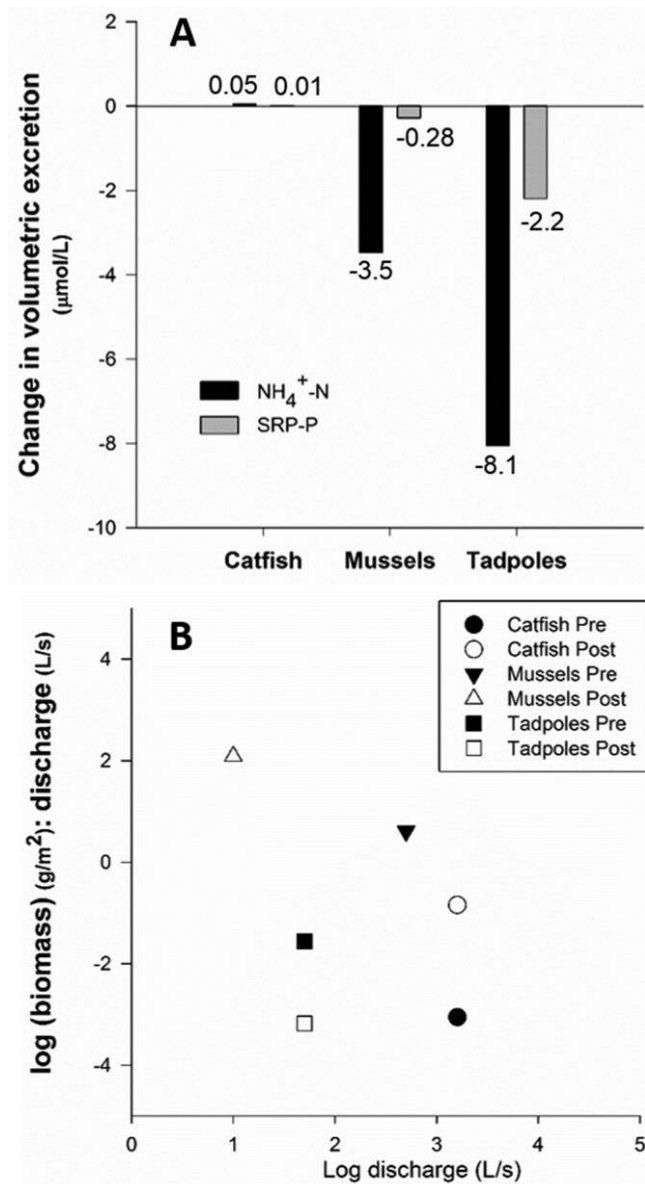 A
2
0
-2
-4
-6
-8
-10
Change in volumetric excretion
(µmol/L)
0.05 0.01
-0.28
-3.5
-2.2
-8.1
NH₄⁺-N
SRP-P
Catfish Mussels Tadpoles
B
Catfish Pre
Catfish Post
Mussels Pre
Mussels Post
Tadpoles Pre
Tadpoles Post
4
2
0
-2
-4
log (biomass) (g/m²): discharge (L/s)
0 1 2 3 4 5
Log discharge (L/s)